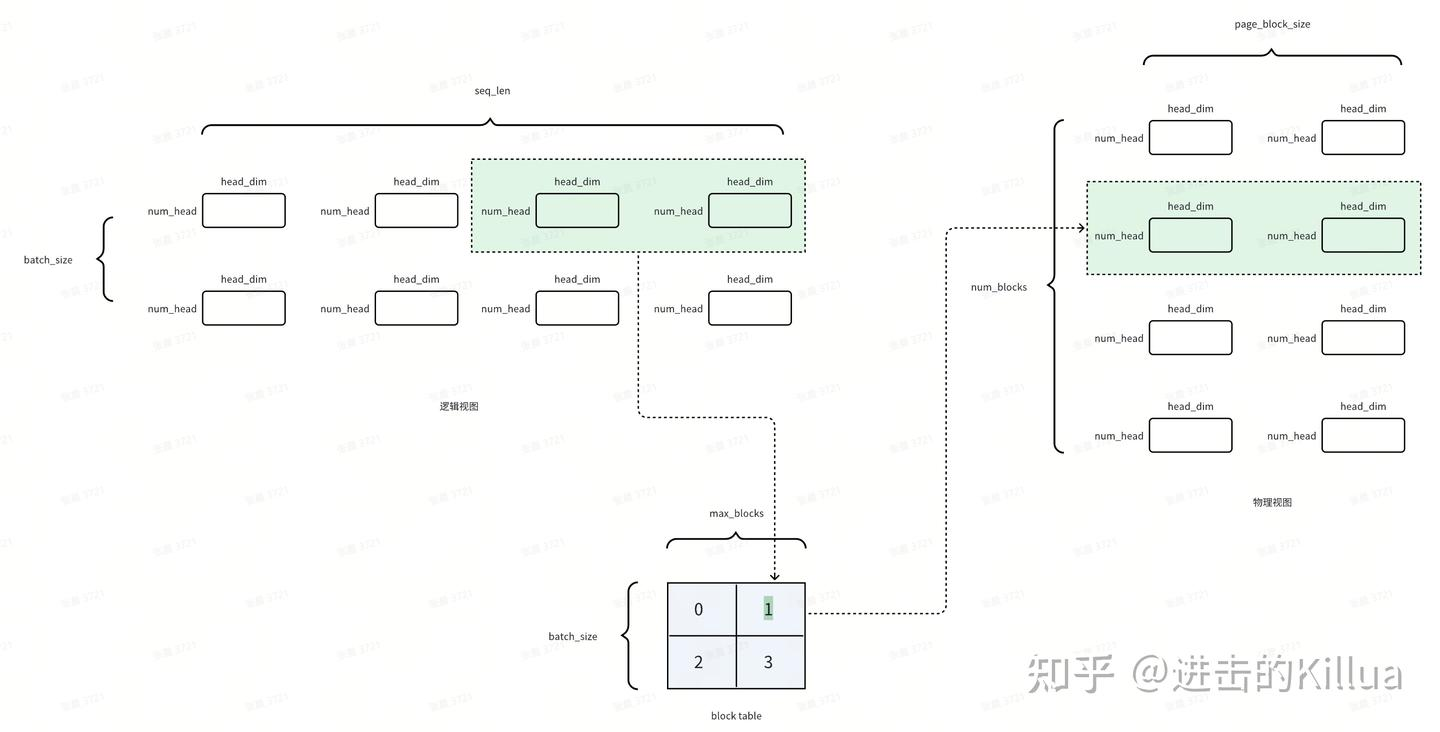 page_block_size
seq_len
head_dim head_dim
num_head num_head
head_dim head_dim head_dim head_dim
num_head num_head num_head num_head
head_dim head_dim
num_head num_head
batch_size
head_dim head_dim head_dim head_dim
num_head num_head num_head num_head
num_blocks
head_dim head_dim
num_head num_head
逻辑视图
head_dim head_dim
num_head num_head
物理视图
max_blocks
0 1
batch_size
2 3
block table
知乎 @进击的Killua